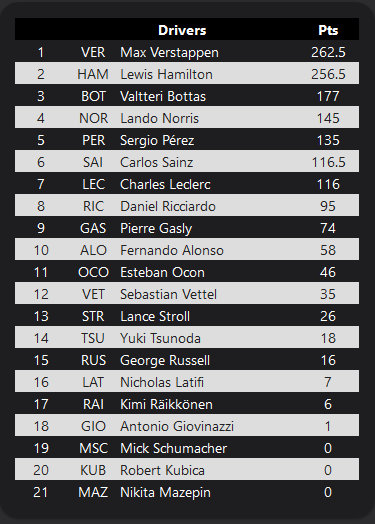 Drivers Pts
1 VER Max Verstappen 262.5
2 HAM Lewis Hamilton 256.5
3 BOT Valtteri Bottas 177
4 NOR Lando Norris 145
5 PER Sergio Pérez 135
6 SAI Carlos Sainz 116.5
7 LEC Charles Leclerc 116
8 RIC Daniel Ricciardo 95
9 GAS Pierre Gasly 74
10 ALO Fernando Alonso 58
11 OCO Esteban Ocon 46
12 VET Sebastian Vettel 35
13 STR Lance Stroll 26
14 TSU Yuki Tsunoda 18
15 RUS George Russell 16
16 LAT Nicholas Latifi 7
17 RAI Kimi Räikkönen 6
18 GIO Antonio Giovinazzi 1
19 MSC Mick Schumacher 0
20 KUB Robert Kubica 0
21 MAZ Nikita Mazepin 0